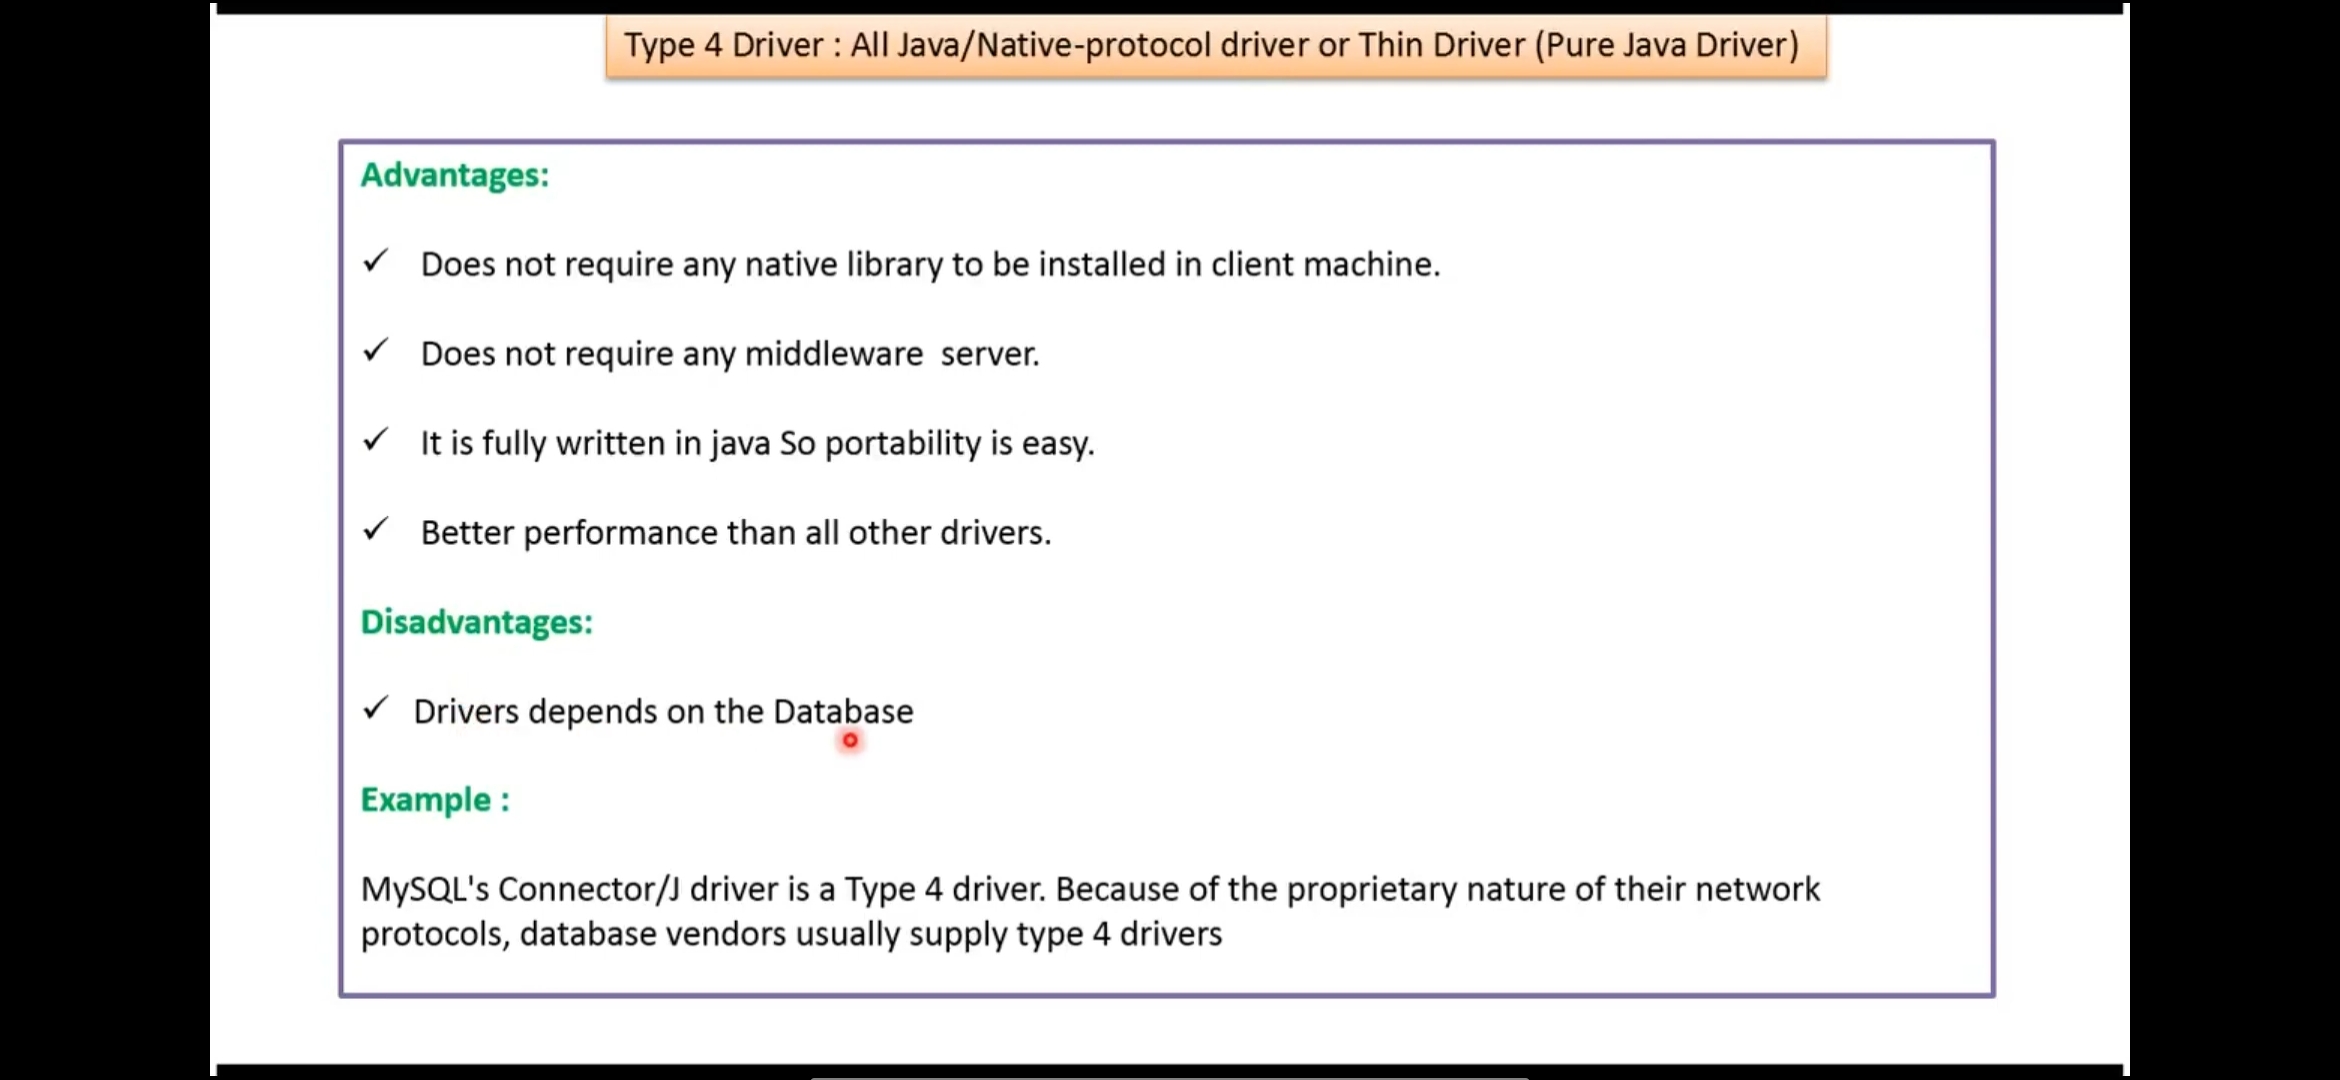 Type 4 Driver : All Java/Native-protocol driver or Thin Driver (Pure Java Driver)
Advantages:
✓ Does not require any native library to be installed in client machine.
✓ Does not require any middleware  server.
✓ It is fully written in java So portability is easy.
✓ Better performance than all other drivers.
Disadvantages:
✓ Drivers depends on the Database
Example :
MySQL's Connector/J driver is a Type 4 driver. Because of the proprietary nature of their network
protocols, database vendors usually supply type 4 drivers